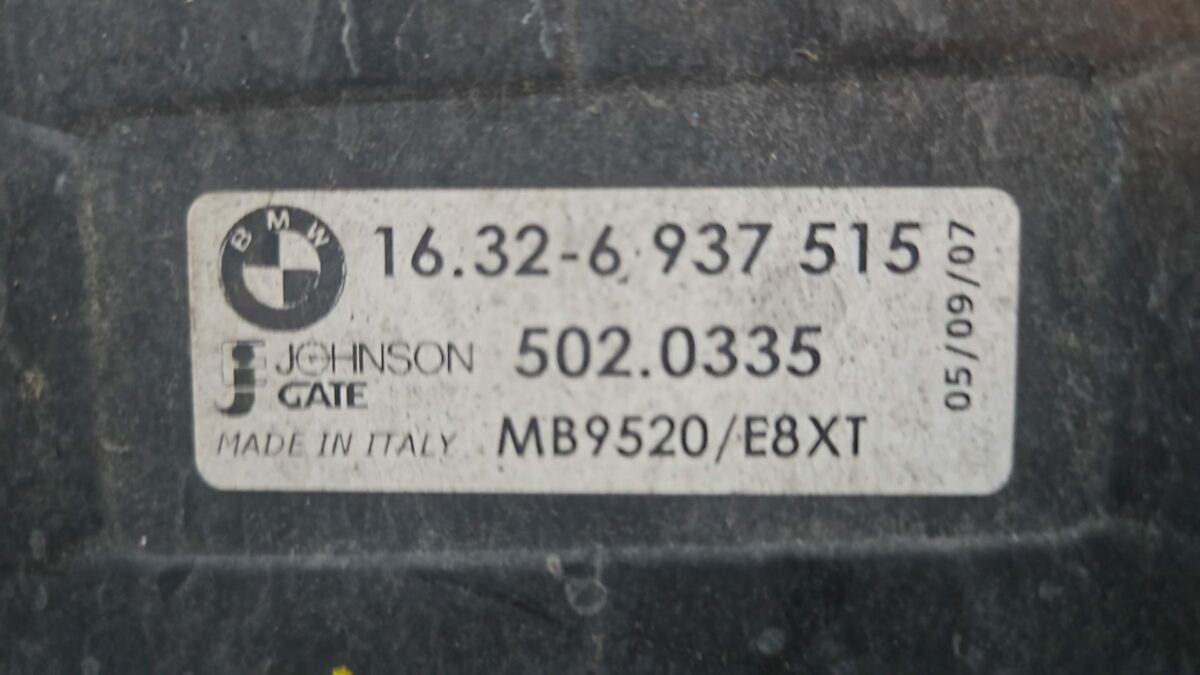 BMW
16.32-6 937 515
05/09/07
JOHNSON
GATE
502.0335
MADE IN ITALY
MB9520/E8XT